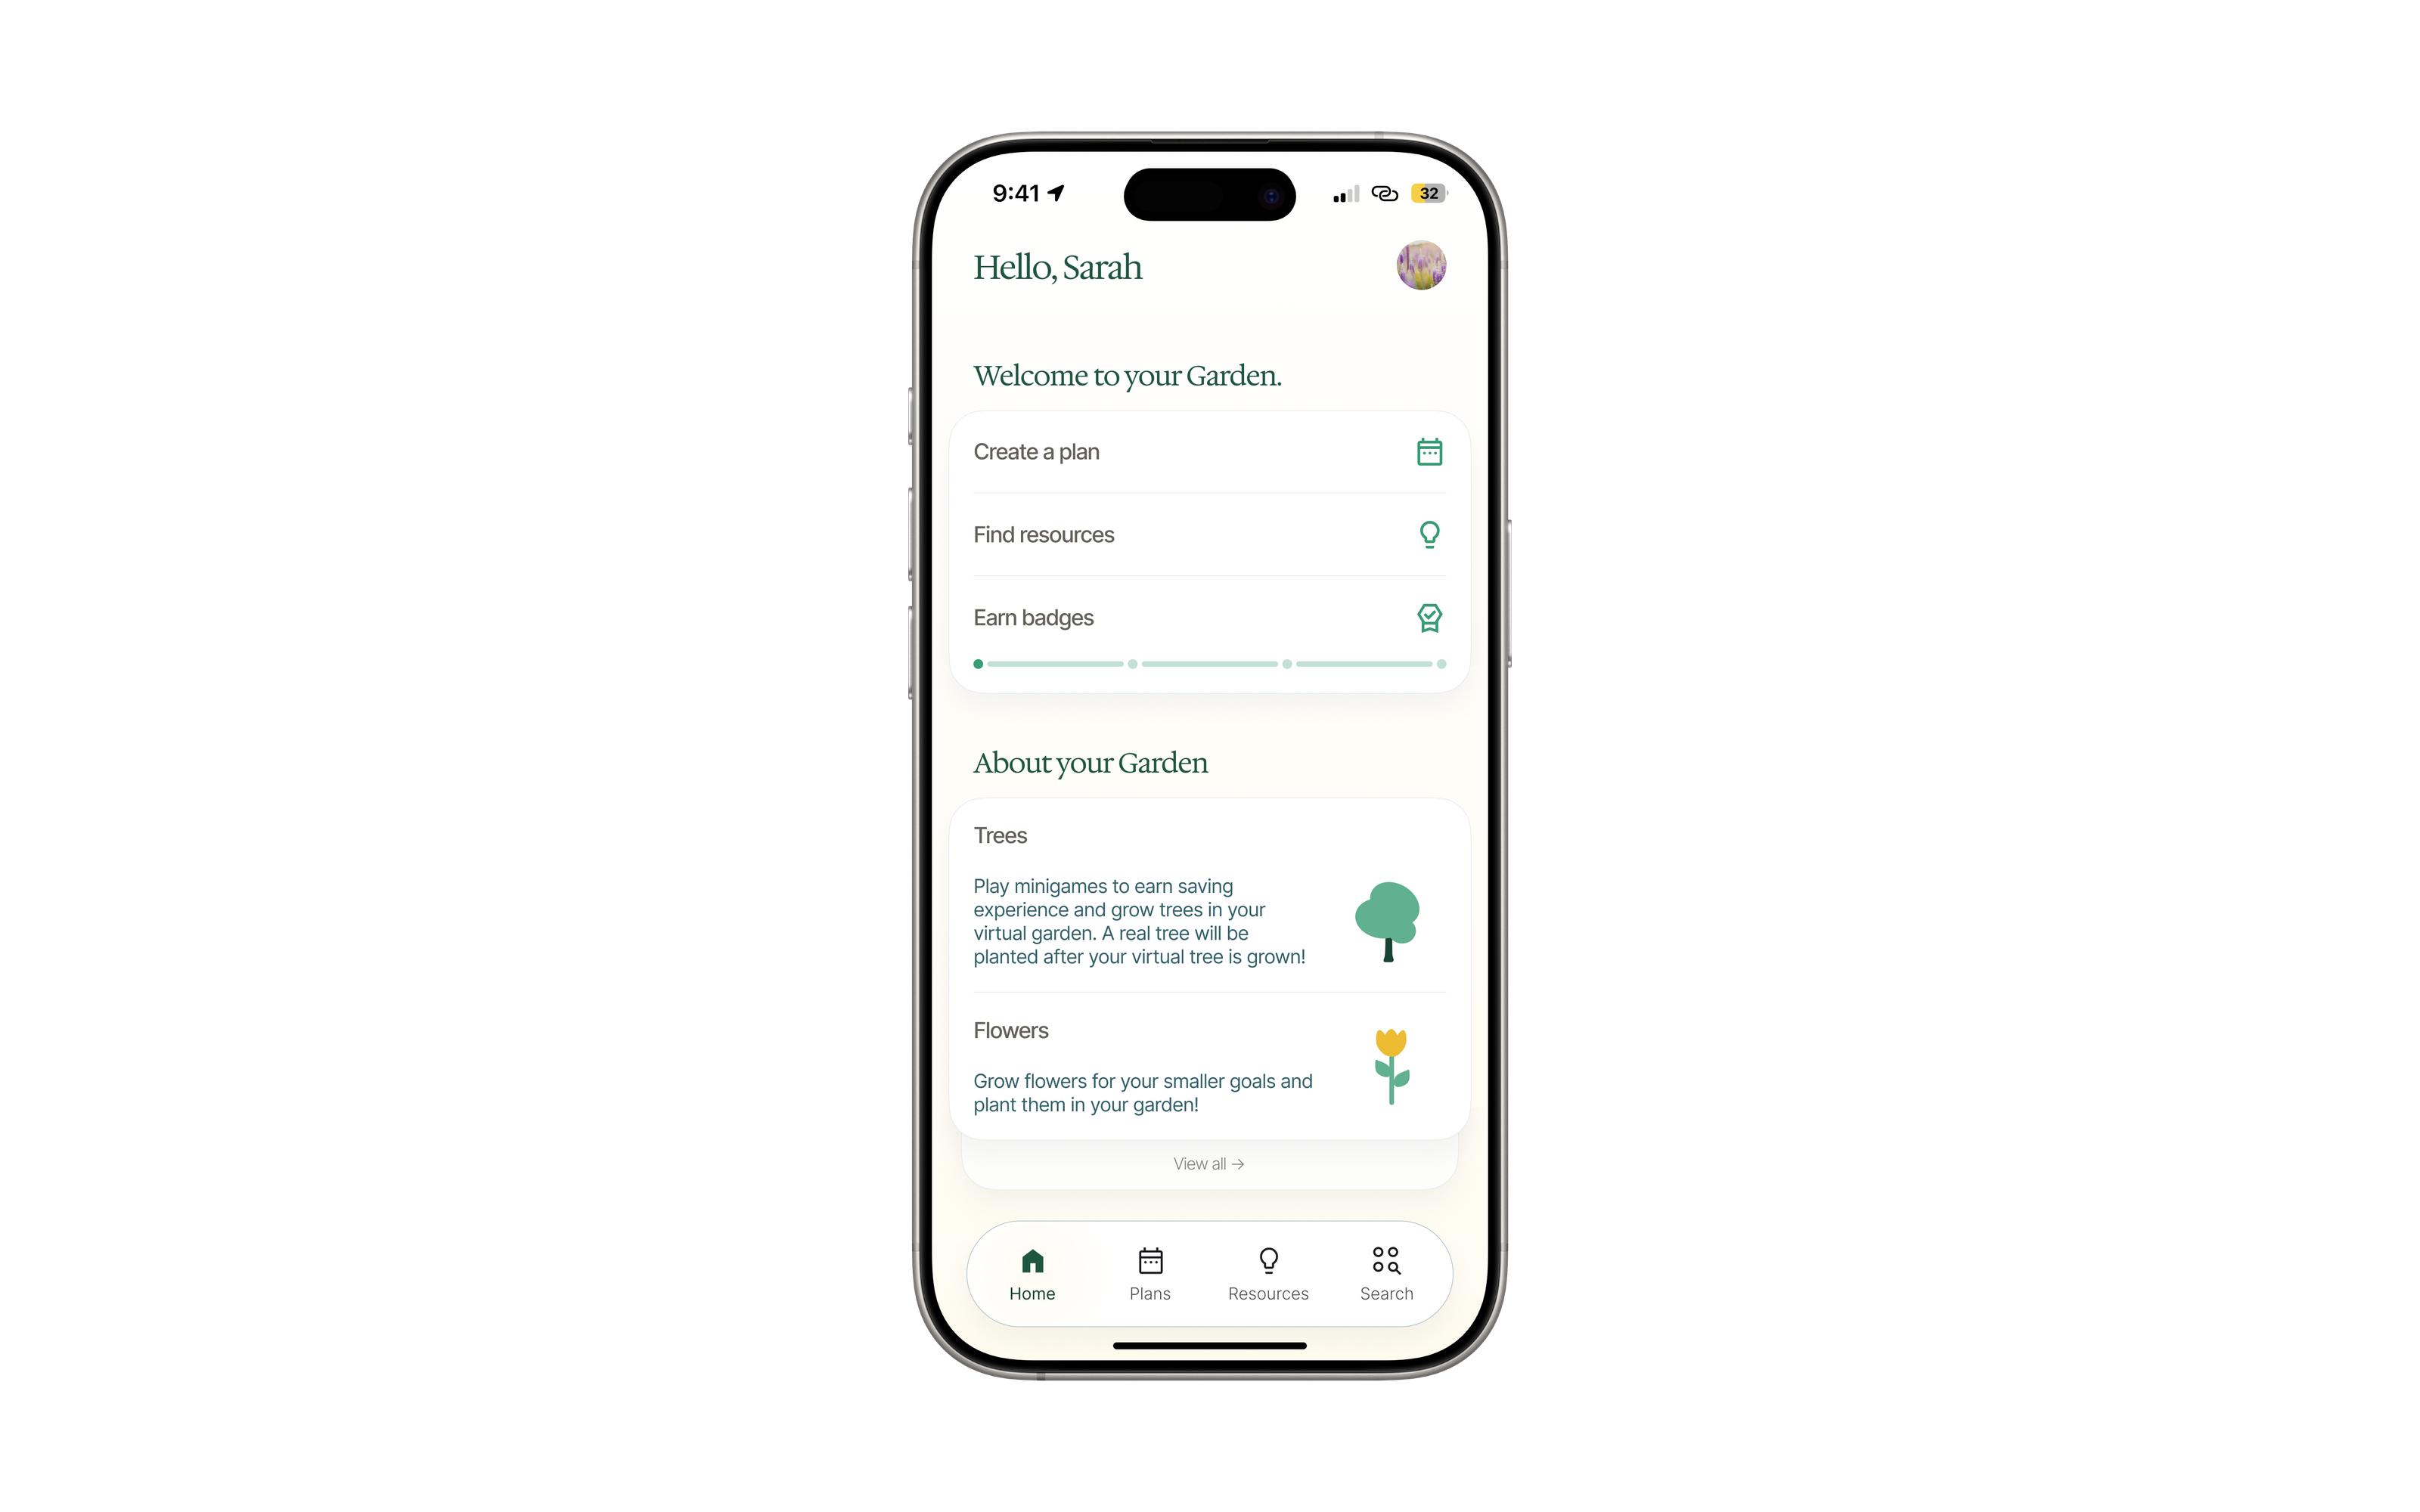 9:41
32
Hello, Sarah
Welcome to your Garden.
Create a plan
Find resources
Earn badges
About your Garden
Trees
Play minigames to earn saving
experience and grow trees in your
virtual garden. A real tree will be
planted after your virtual tree is grown!
Flowers
Grow flowers for your smaller goals and
plant them in your garden!
View all →
Home
Plans
Resources
Search